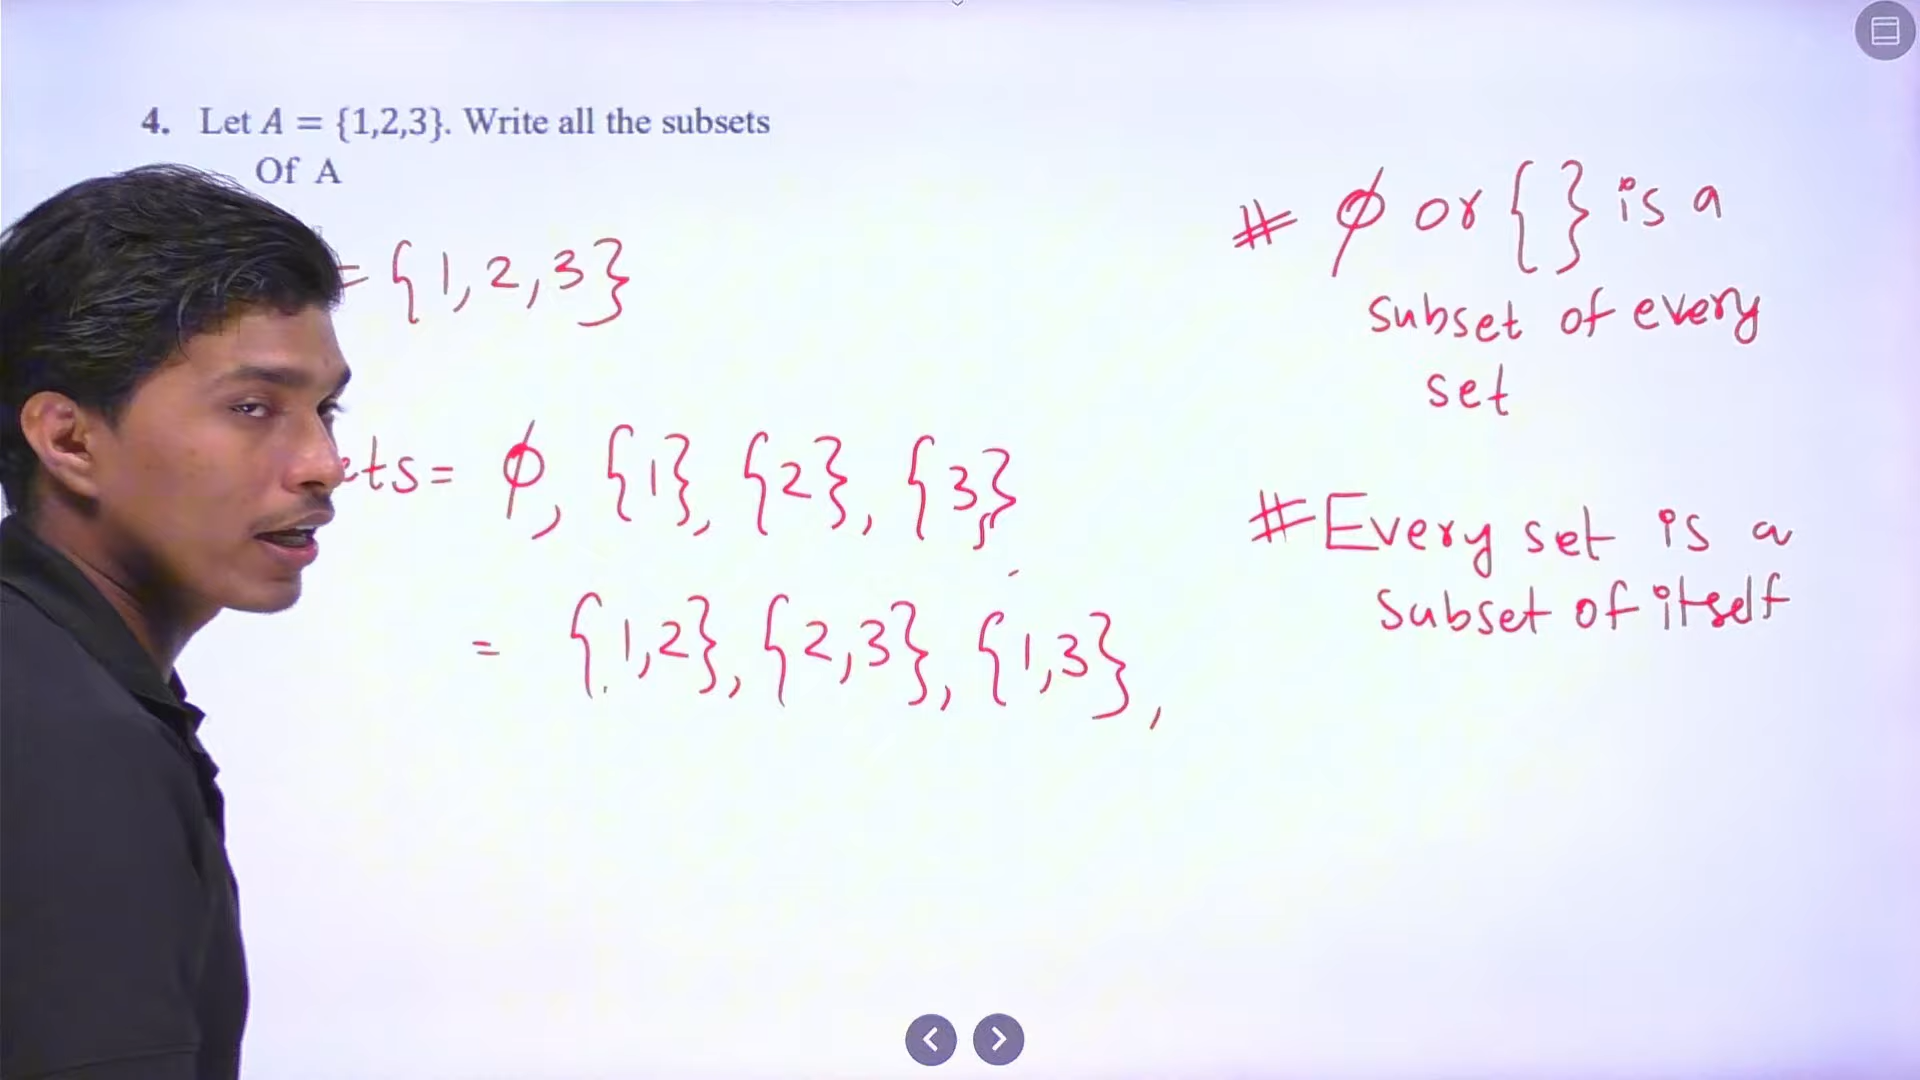 4. Let A = {1,2,3}. Write all the subsets
Of A
= {1,2,3}
ets = ϕ, {1}, {2}, {3},
= {1,2}, {2,3}, {1,3},
# ϕ or { } is a
subset of every
set
# Every set is a
subset of itself